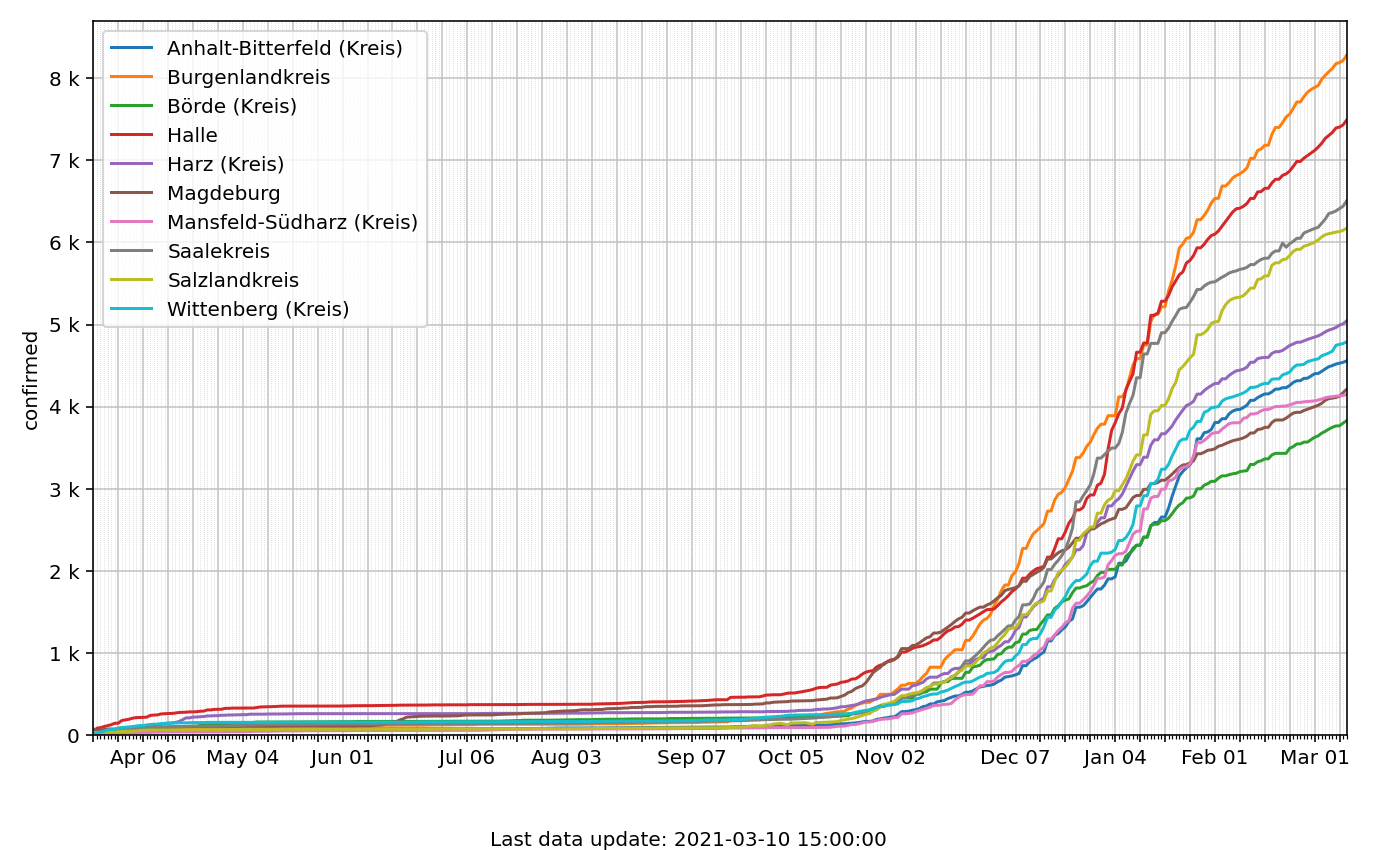 Anhalt-Bitterfeld (Kreis)
Burgenlandkreis
Börde (Kreis)
Halle
Harz (Kreis)
Magdeburg
Mansfeld-Südharz (Kreis)
Saalekreis
Salzlandkreis
Wittenberg (Kreis)
8 k
7 k
6 k
5 k
4 k
3 k
2 k
1 k
0
confirmed
Apr 06 May 04 Jun 01 Jul 06 Aug 03 Sep 07 Oct 05 Nov 02 Dec 07 Jan 04 Feb 01 Mar 01
Last data update: 2021-03-10 15:00:00